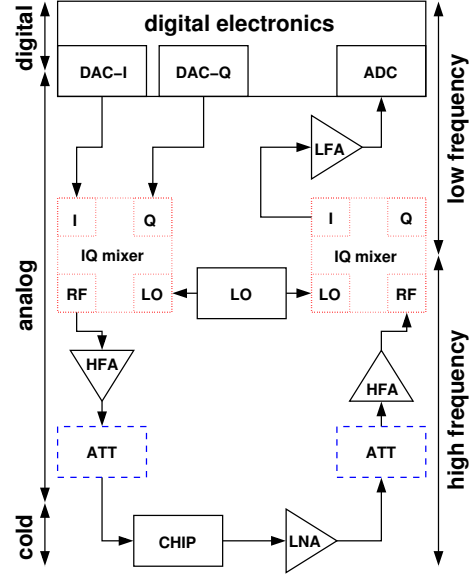 digital
digital electronics
DAC-I
DAC-Q
ADC
low frequency
LFA
I
Q
IQ mixer
RF
LO
LO
I
Q
IQ mixer
LO
RF
analog
HFA
HFA
ATT
ATT
high frequency
cold
CHIP
LNA